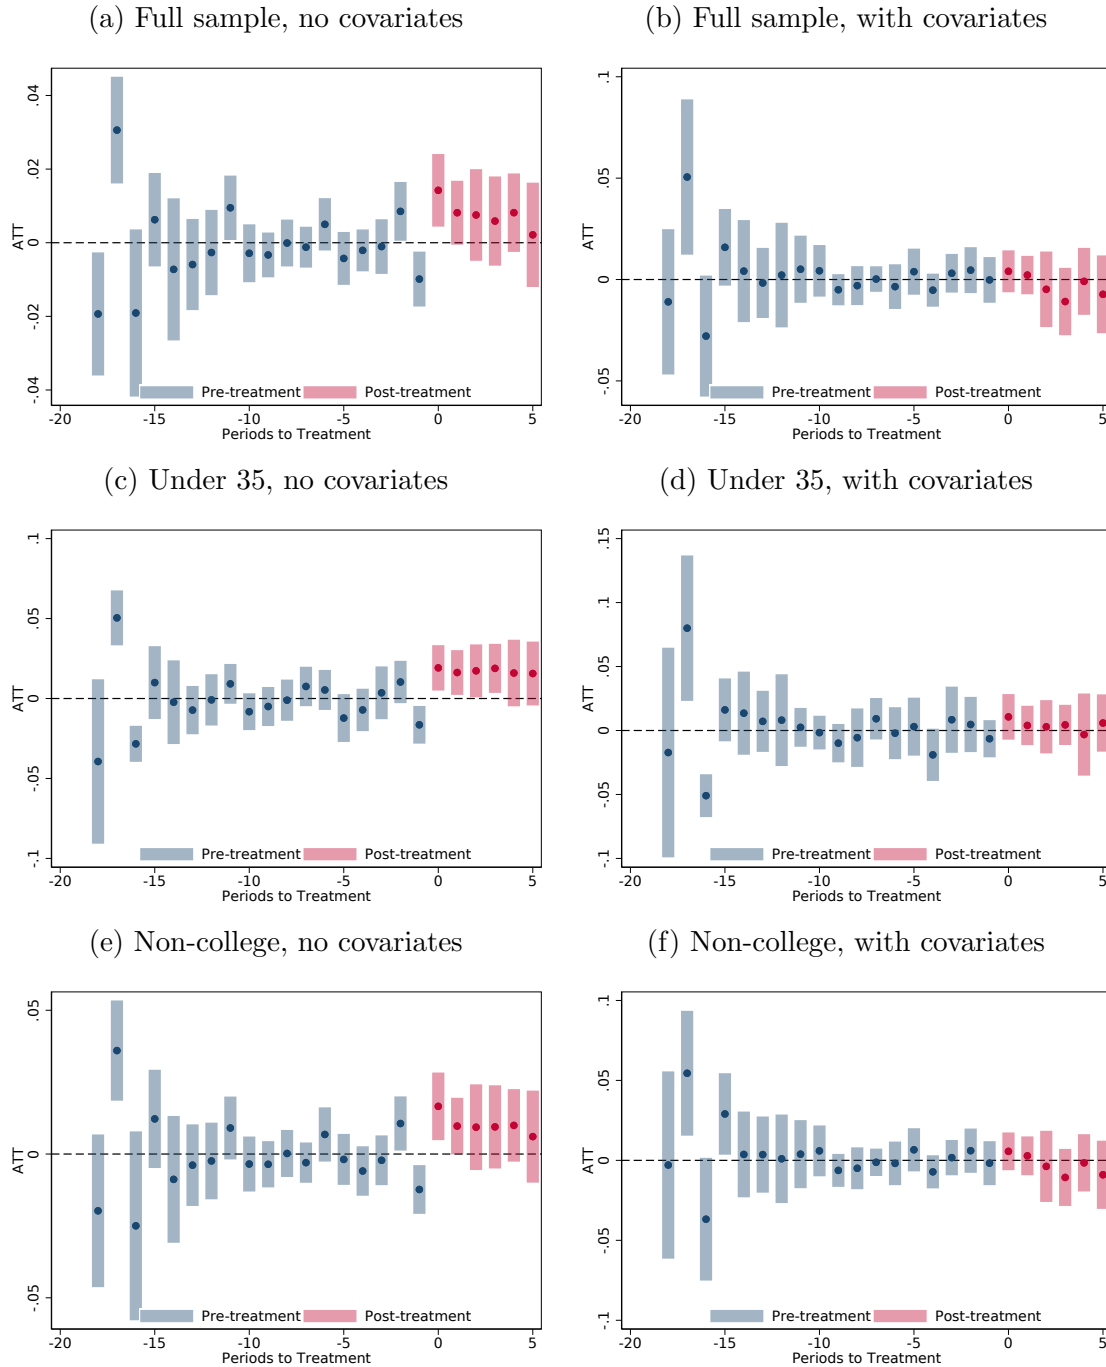 (a) Full sample, no covariates
(b) Full sample, with covariates
ATT
.04
.02
0
-.02
-.04
Pre-treatment
Post-treatment
-20
-15
-10
-5
0
5
Periods to Treatment
ATT
.1
.05
0
-.05
Pre-treatment
Post-treatment
-20
-15
-10
-5
0
5
Periods to Treatment
(c) Under 35, no covariates
(d) Under 35, with covariates
ATT
.1
.05
0
-.05
-.1
Pre-treatment
Post-treatment
-20
-15
-10
-5
0
5
Periods to Treatment
ATT
.15
.1
.05
0
-.05
-.1
Pre-treatment
Post-treatment
-20
-15
-10
-5
0
5
Periods to Treatment
(e) Non-college, no covariates
(f) Non-college, with covariates
ATT
.05
0
-.05
Pre-treatment
Post-treatment
-20
-15
-10
-5
0
5
Periods to Treatment
ATT
.1
.05
0
-.05
-.1
Pre-treatment
Post-treatment
-20
-15
-10
-5
0
5
Periods to Treatment